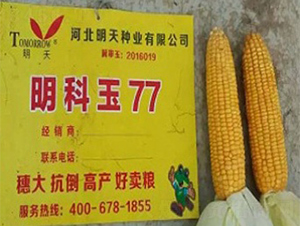 TOMORROW
明天
河北明天种业有限公司
冀审玉: 2016019
明科玉77
经销商:
联系电话:
穗大 抗倒 高产 好卖粮
服务热线: 400-678-1855